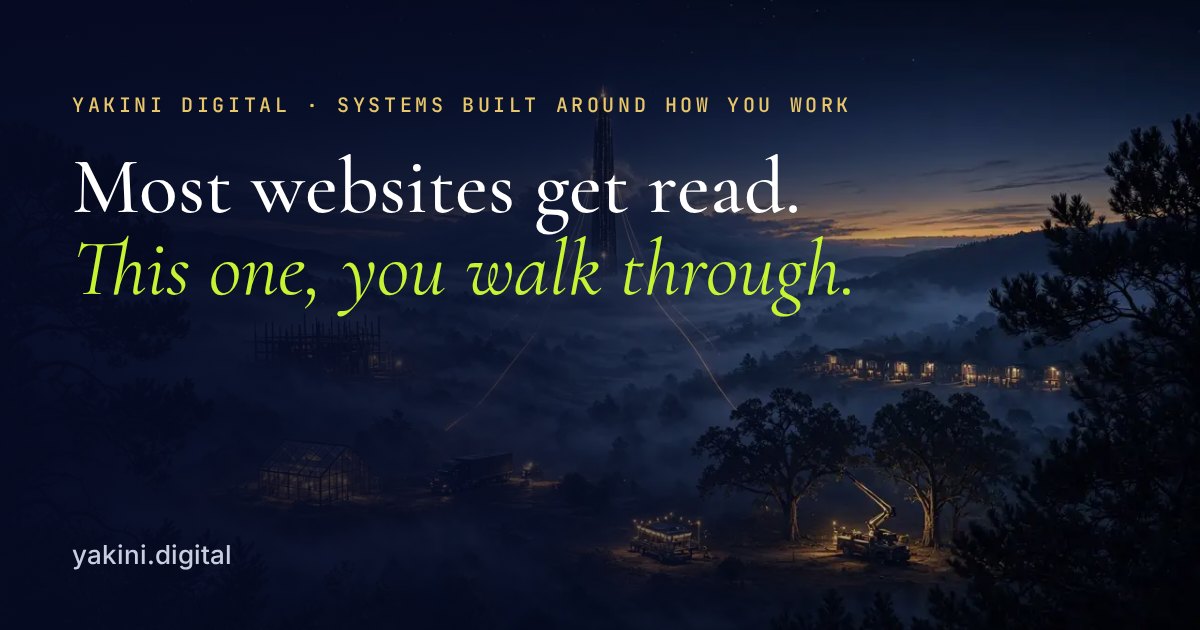 YAKINI DIGITAL · SYSTEMS BUILT AROUND HOW YOU WORK
Most websites get read.
This one, you walk through.
yakini.digital